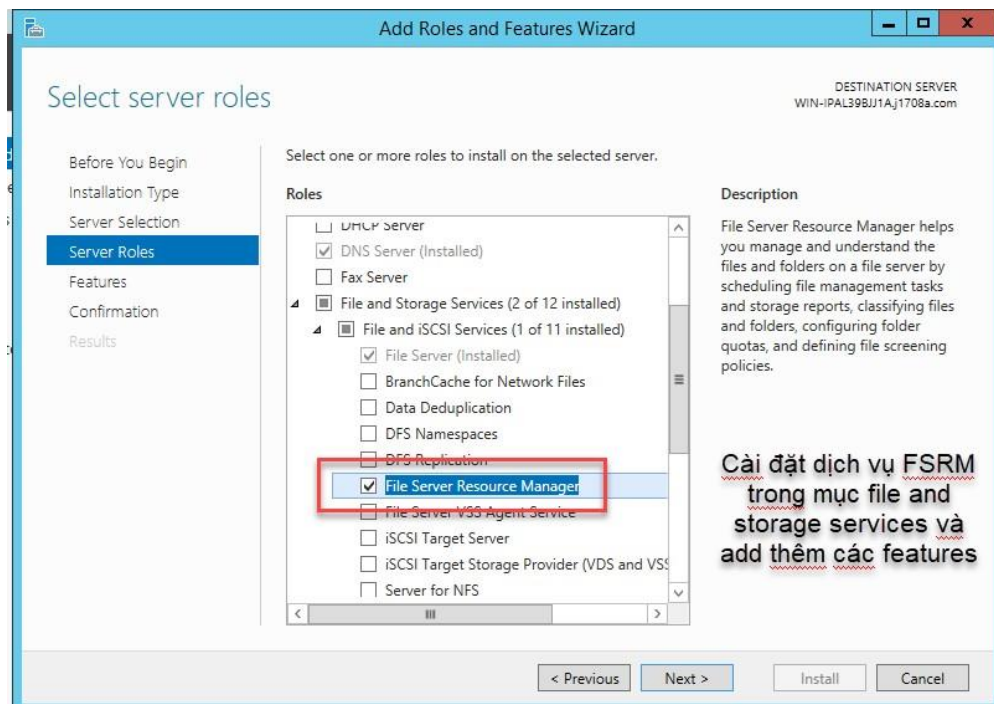 Add Roles and Features Wizard
Select server roles
DESTINATION SERVER
WIN-IPAL39BJJ1A.j1708a.com
Before You Begin
Installation Type
Server Selection
Server Roles
Features
Confirmation
Results
Select one or more roles to install on the selected server.
Roles
DHCP Server
DNS Server (Installed)
Fax Server
File and Storage Services (2 of 12 installed)
File and iSCSI Services (1 of 11 installed)
File Server (Installed)
BranchCache for Network Files
Data Deduplication
DFS Namespaces
DFS Replication
File Server Resource Manager
File Server VSS Agent Service
iSCSI Target Server
iSCSI Target Storage Provider (VDS and VSS
Server for NFS
Description
File Server Resource Manager helps
you manage and understand the
files and folders on a file server by
scheduling file management tasks
and storage reports, classifying files
and folders, configuring folder
quotas, and defining file screening
policies.
Cài đặt dịch vụ FSRM
trong mục file and
storage services và
add thêm các features
< Previous
Next >
Install
Cancel